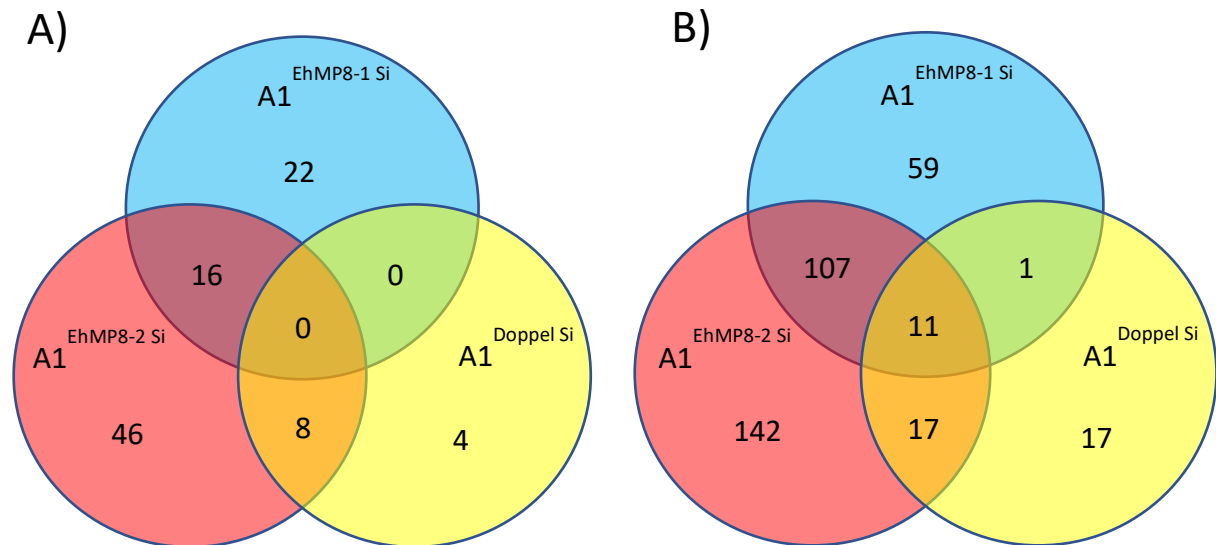 A)
A1^EhMP8-1 Si
22
16
0
0
A1^EhMP8-2 Si
A1^Doppel Si
46
8
4
B)
A1^EhMP8-1 Si
59
107
1
11
A1^EhMP8-2 Si
A1^Doppel Si
142
17
17